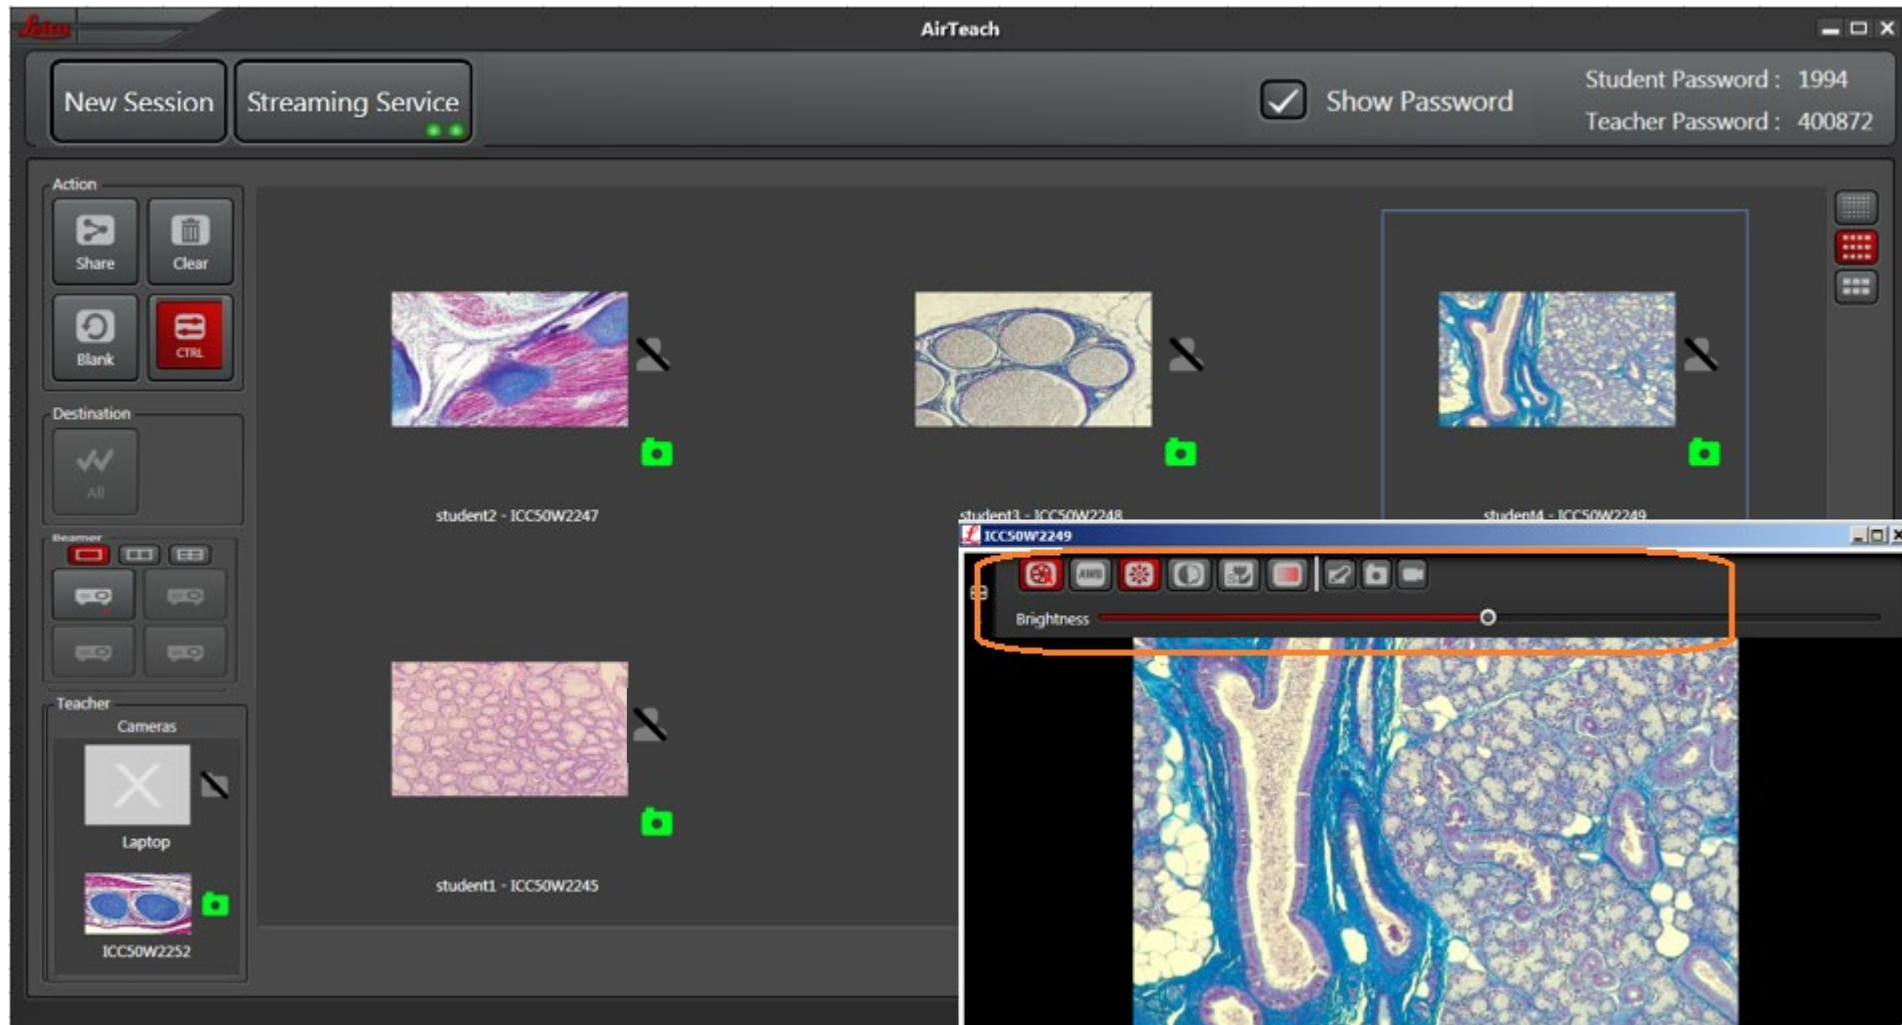 Leica
AirTeach
New Session
Streaming Service
Show Password
Student Password : 1994
Teacher Password : 400872
Action
Share
Clear
Blank
CTRL
Destination
All
Beamer
Teacher
Cameras
Laptop
ICC50W2252
student2 - ICC50W2247
student3 - ICC50W2248
student4 - ICC50W2249
student1 - ICC50W2245
ICC50W2249
AWB
Brightness